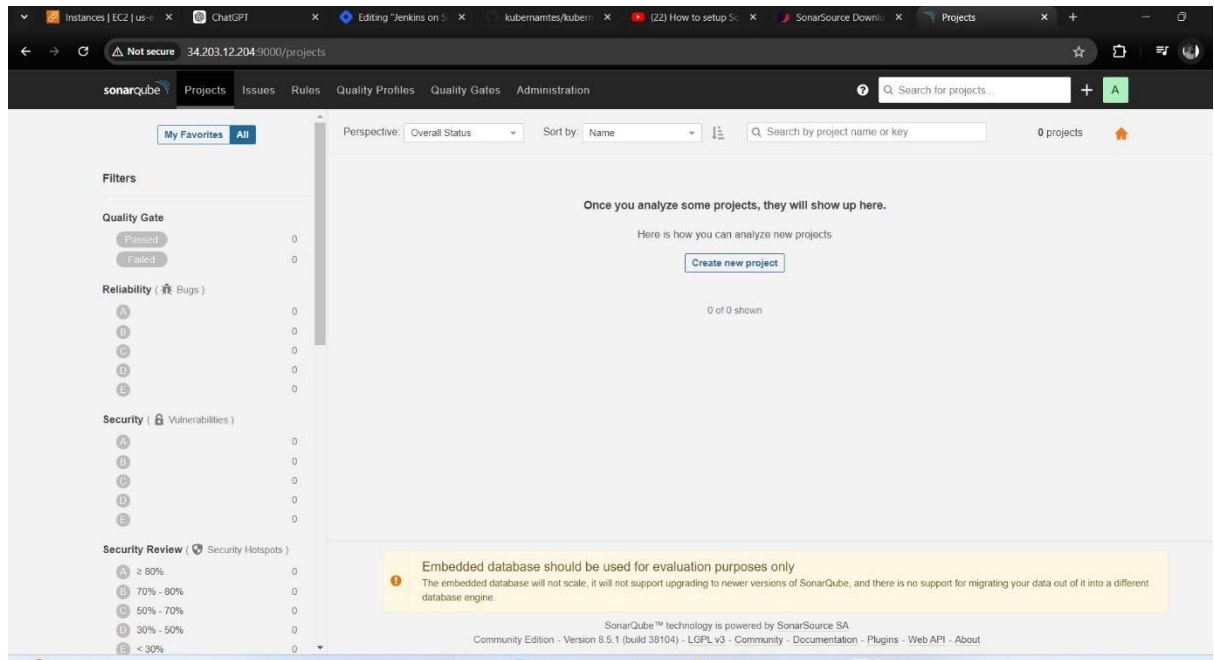 Instances | EC2 | us-e
ChatGPT
Editing "Jenkins on S
kubernamtes/kubern
(22) How to setup Sc
SonarSource Downlo
Projects
Not secure 34.203.12.204:9000/projects
sonarqube Projects Issues Rules Quality Profiles Quality Gates Administration
Search for projects...
A
My Favorites All
Perspective: Overall Status Sort by: Name
Search by project name or key
0 projects
Filters
Once you analyze some projects, they will show up here.
Here is how you can analyze new projects
Create new project
0 of 0 shown
Quality Gate
Passed 0
Failed 0
Reliability ( Bugs )
A 0
B 0
C 0
D 0
E 0
Security ( Vulnerabilities )
A 0
B 0
C 0
D 0
E 0
Security Review ( Security Hotspots )
A ≥ 80% 0
B 70% - 80% 0
C 50% - 70% 0
D 30% - 50% 0
E < 30% 0
Embedded database should be used for evaluation purposes only
The embedded database will not scale, it will not support upgrading to newer versions of SonarQube, and there is no support for migrating your data out of it into a different
database engine.
SonarQube™ technology is powered by SonarSource SA
Community Edition - Version 8.5.1 (build 38104) - LGPL v3 - Community - Documentation - Plugins - Web API - About